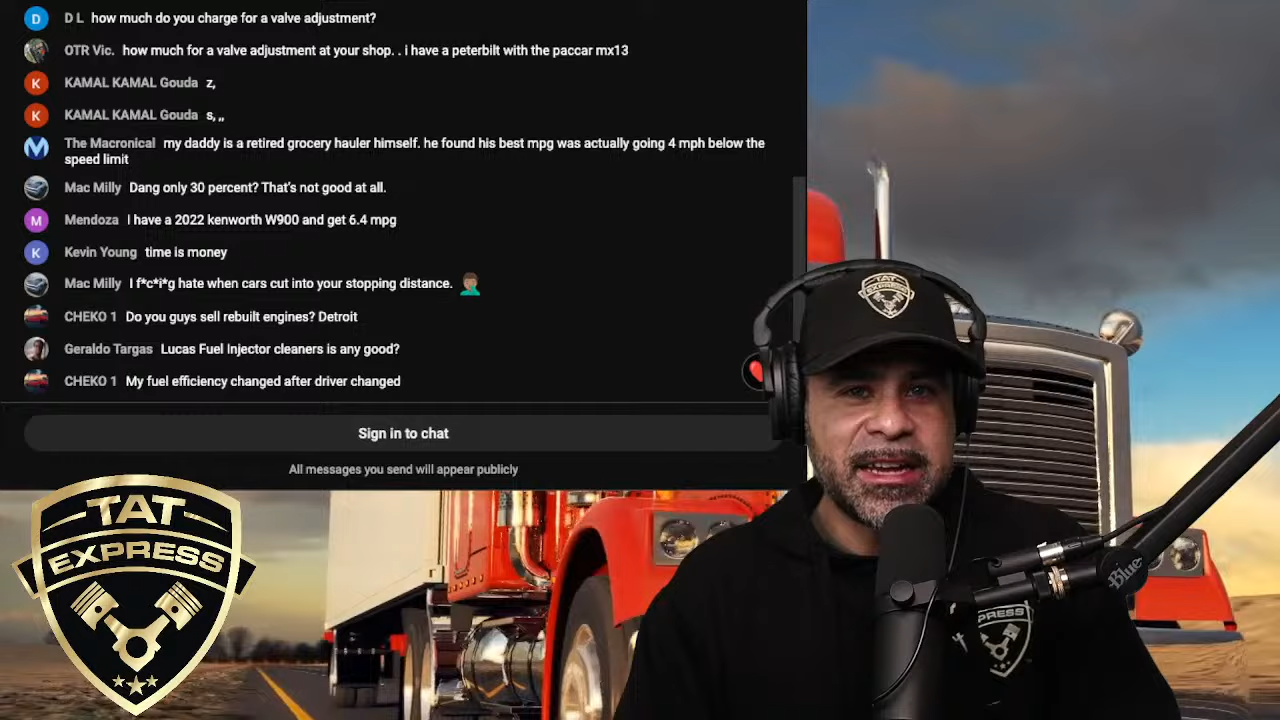 D
D L how much do you charge for a valve adjustment?
OTR Vic. how much for a valve adjustment at your shop. . i have a peterbilt with the paccar mx13
K
KAMAL KAMAL Gouda z,
K
KAMAL KAMAL Gouda s, ,,
The Macronical my daddy is a retired grocery hauler himself. he found his best mpg was actually going 4 mph below the
speed limit
Mac Milly Dang only 30 percent? That's not good at all.
M
Mendoza I have a 2022 kenworth W900 and get 6.4 mpg
K
Kevin Young time is money
Mac Milly I f*c*i*g hate when cars cut into your stopping distance.
CHEKO 1 Do you guys sell rebuilt engines? Detroit
Geraldo Targas Lucas Fuel Injector cleaners is any good?
CHEKO 1 My fuel efficiency changed after driver changed
Sign in to chat
All messages you send will appear publicly
TAT
EXPRESS
TAT
EXPRESS
Blue
PRESS